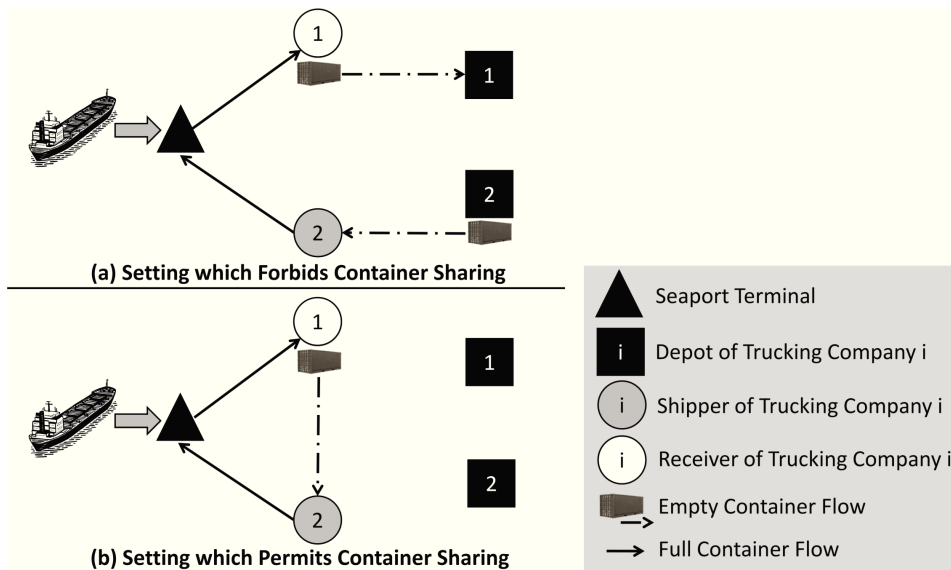 1
1
2
2
(a) Setting which Forbids Container Sharing
1
1
2
2
(b) Setting which Permits Container Sharing
Seaport Terminal
i Depot of Trucking Company i
i Shipper of Trucking Company i
i Receiver of Trucking Company i
Empty Container Flow
Full Container Flow